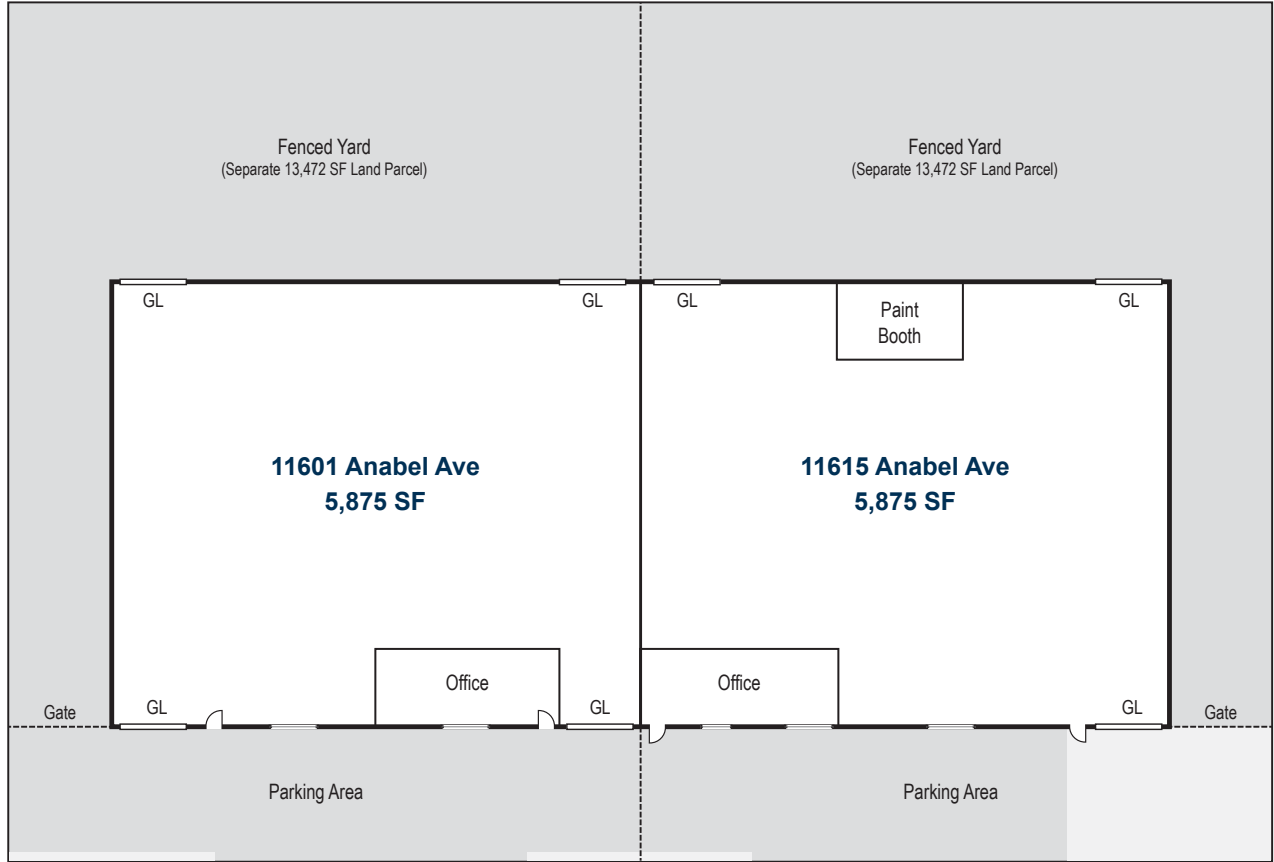 Fenced Yard
(Separate 13,472 SF Land Parcel)
Fenced Yard
(Separate 13,472 SF Land Parcel)
GL
GL
GL
GL
Paint
Booth
11601 Anabel Ave
5,875 SF
11615 Anabel Ave
5,875 SF
Office
Office
Gate
GL
GL
GL
Gate
Parking Area
Parking Area